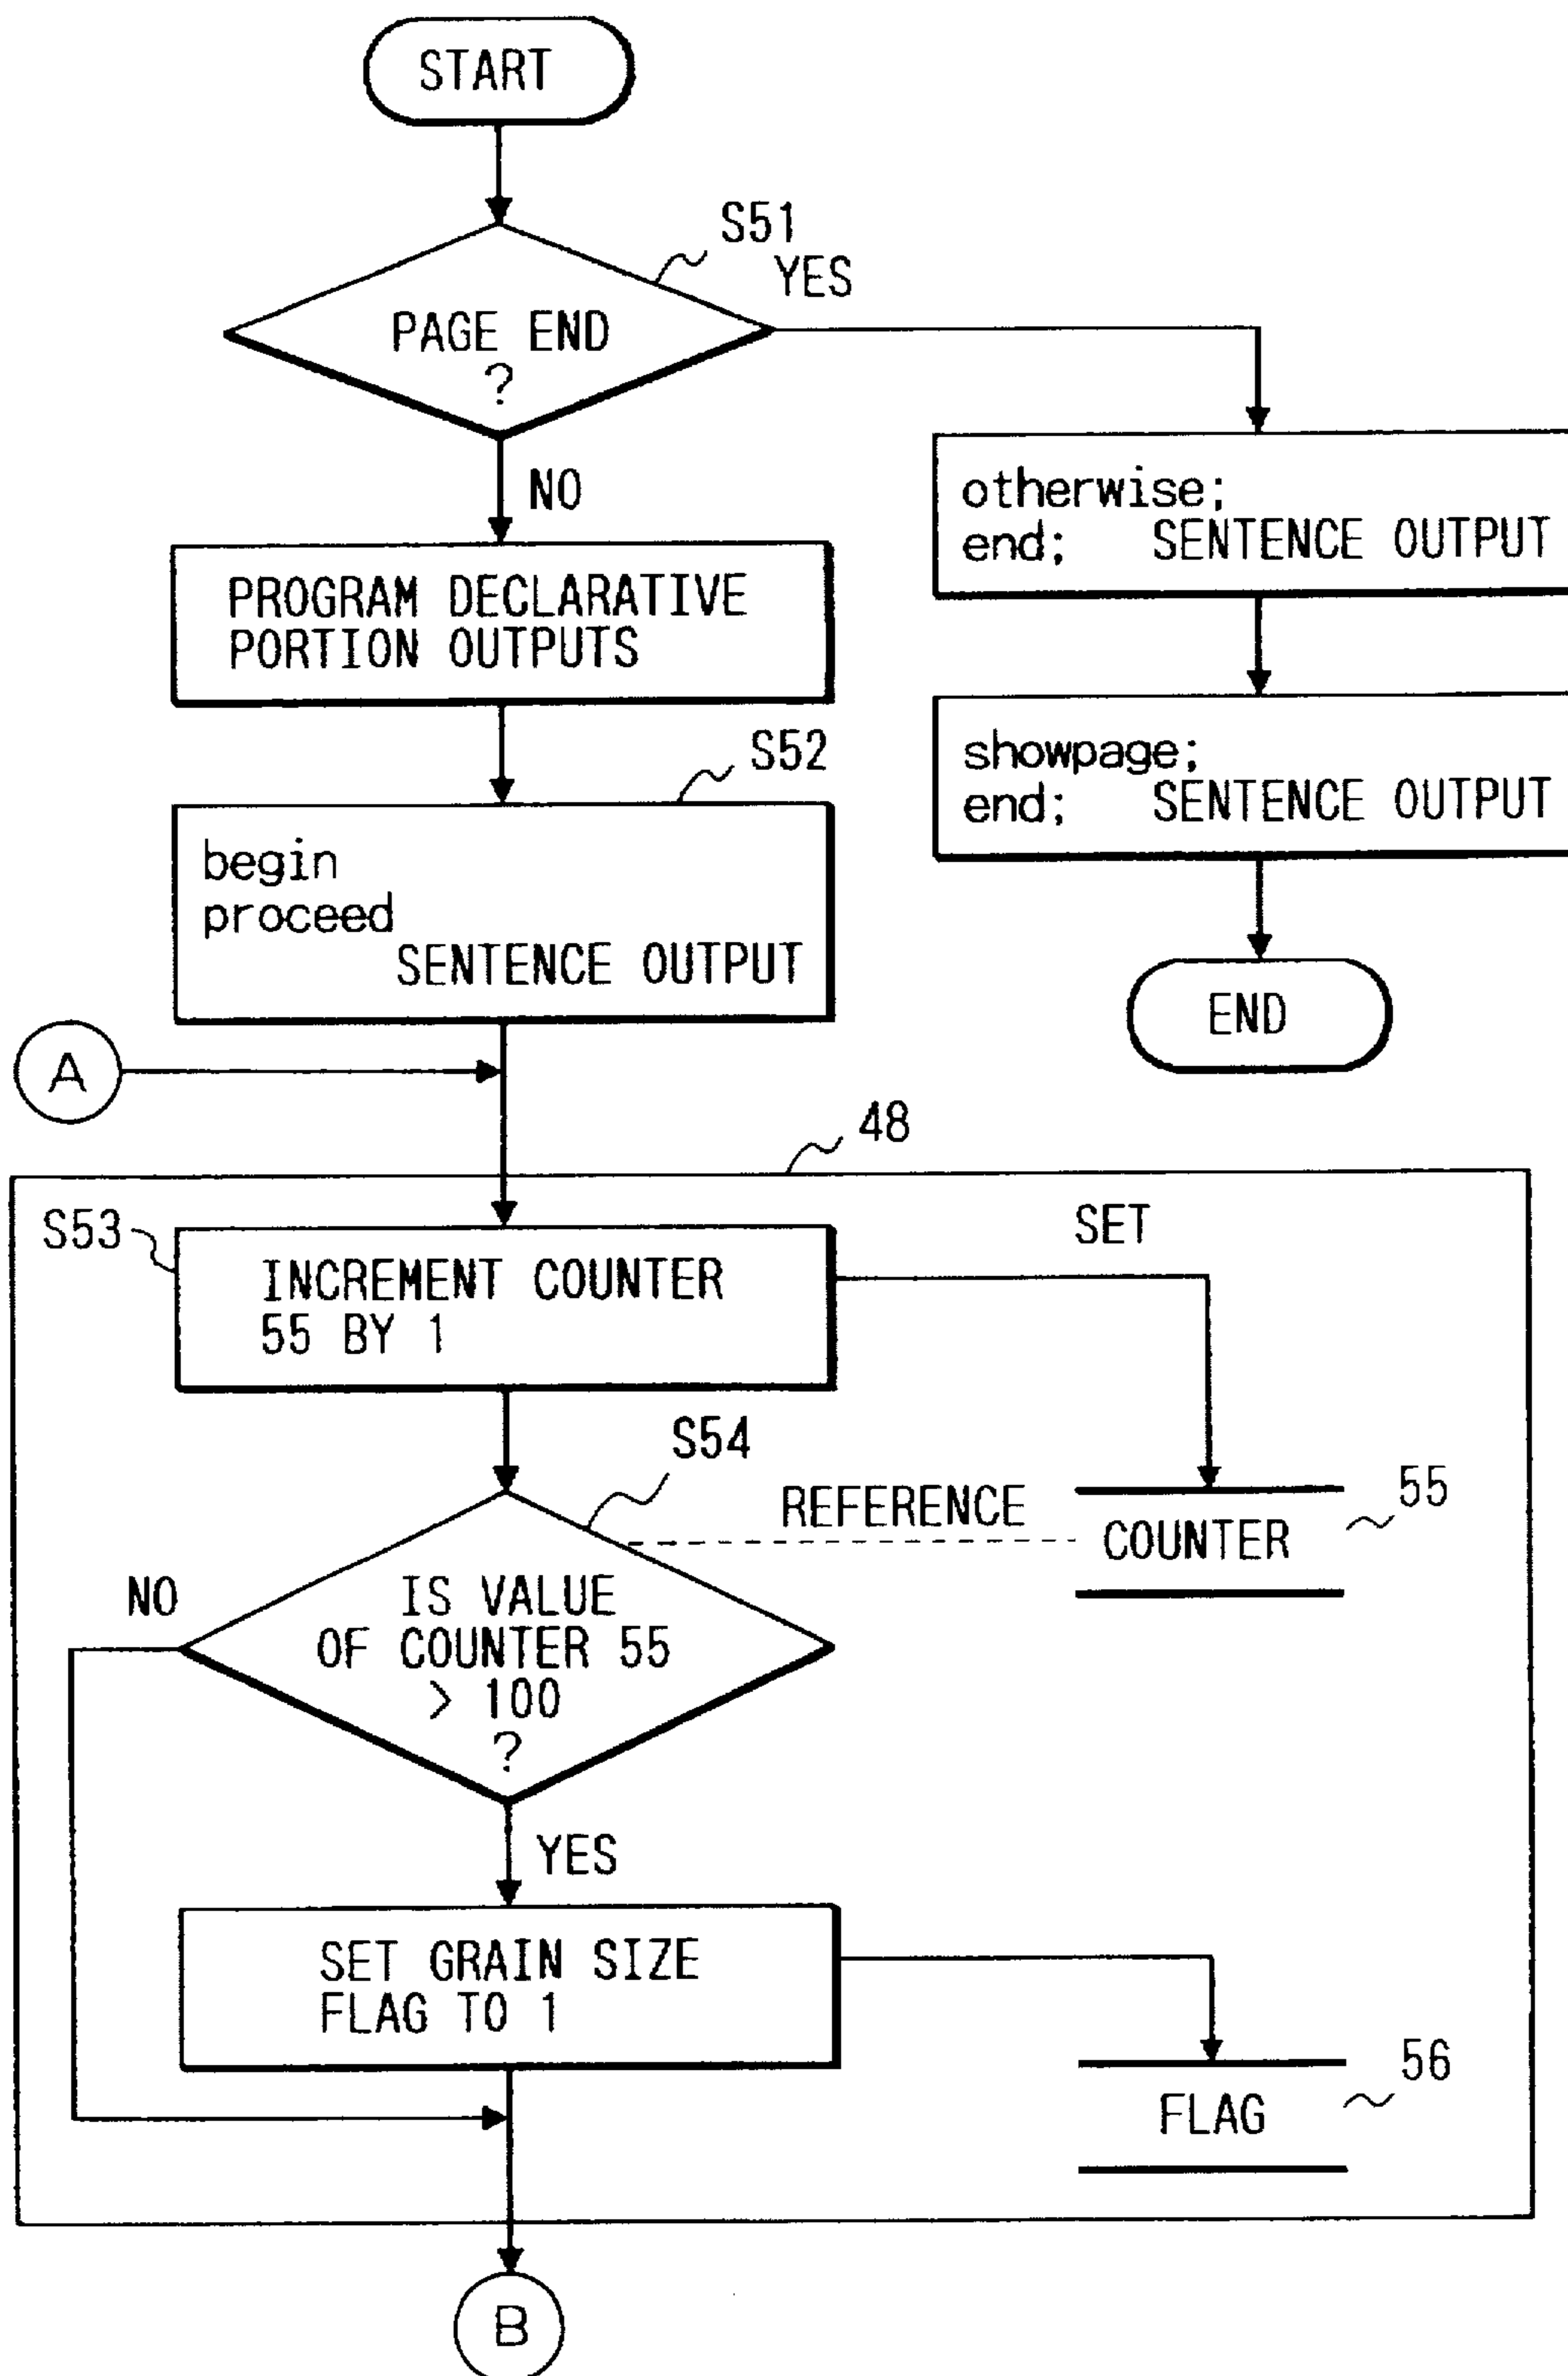 START
S51
YES
PAGE END
?
NO
otherwise;
end; SENTENCE OUTPUT
PROGRAM DECLARATIVE
PORTION OUTPUTS
showpage;
end; SENTENCE OUTPUT
S52
begin
proceed
SENTENCE OUTPUT
END
A
48
S53
INCREMENT COUNTER
55 BY 1
SET
S54
REFERENCE
COUNTER
55
NO
IS VALUE
OF COUNTER 55
> 100
?
YES
SET GRAIN SIZE
FLAG TO 1
FLAG
56
B